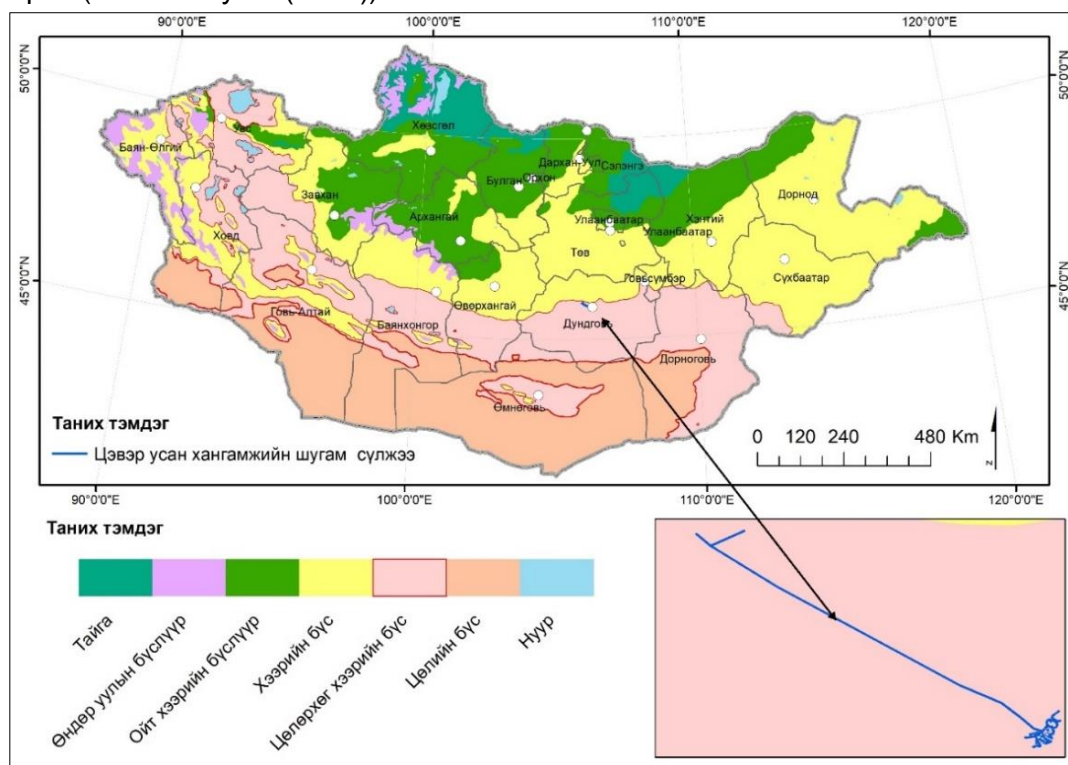 90°0'0"E 100°0'0"E 110°0'0"E 120°0'0"E
50°0'0"N
45°0'0"N
50°0'0"N
45°0'0"N
Баян-Өлгий
Увс
Ховд
Завхан
Хөвсгөл
Архангай
Булган
Орхон
Дархан-Уул
Сэлэнгэ
Улаанбаатар
Хэнтий
Улаанбаатар
Дорнод
Төв
Говьсүмбэр
Сүхбаатар
Говь-Алтай
Баянхонгор
Өвөрхангай
Дундговь
Дорноговь
Өмнөговь
Таних тэмдэг
Цэвэр усан хангамжийн шугам сүлжээ
0 120 240 480 Km
N
90°0'0"E 100°0'0"E 110°0'0"E 120°0'0"E
Таних тэмдэг
Тайга
Өндөр уулын бүслүүр
Ойт хээрийн бүслүүр
Хээрийн бүс
Цөлөрхөг хээрийн бүс
Цөлийн бүс
Нуур